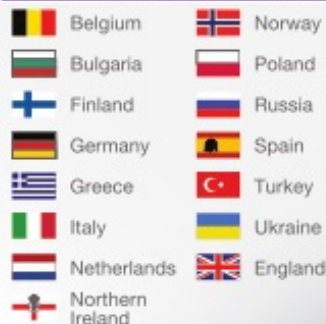 Belgium
Bulgaria
Finland
Germany
Greece
Italy
Netherlands
Northern
Ireland
Norway
Poland
Russia
Spain
Turkey
Ukraine
England